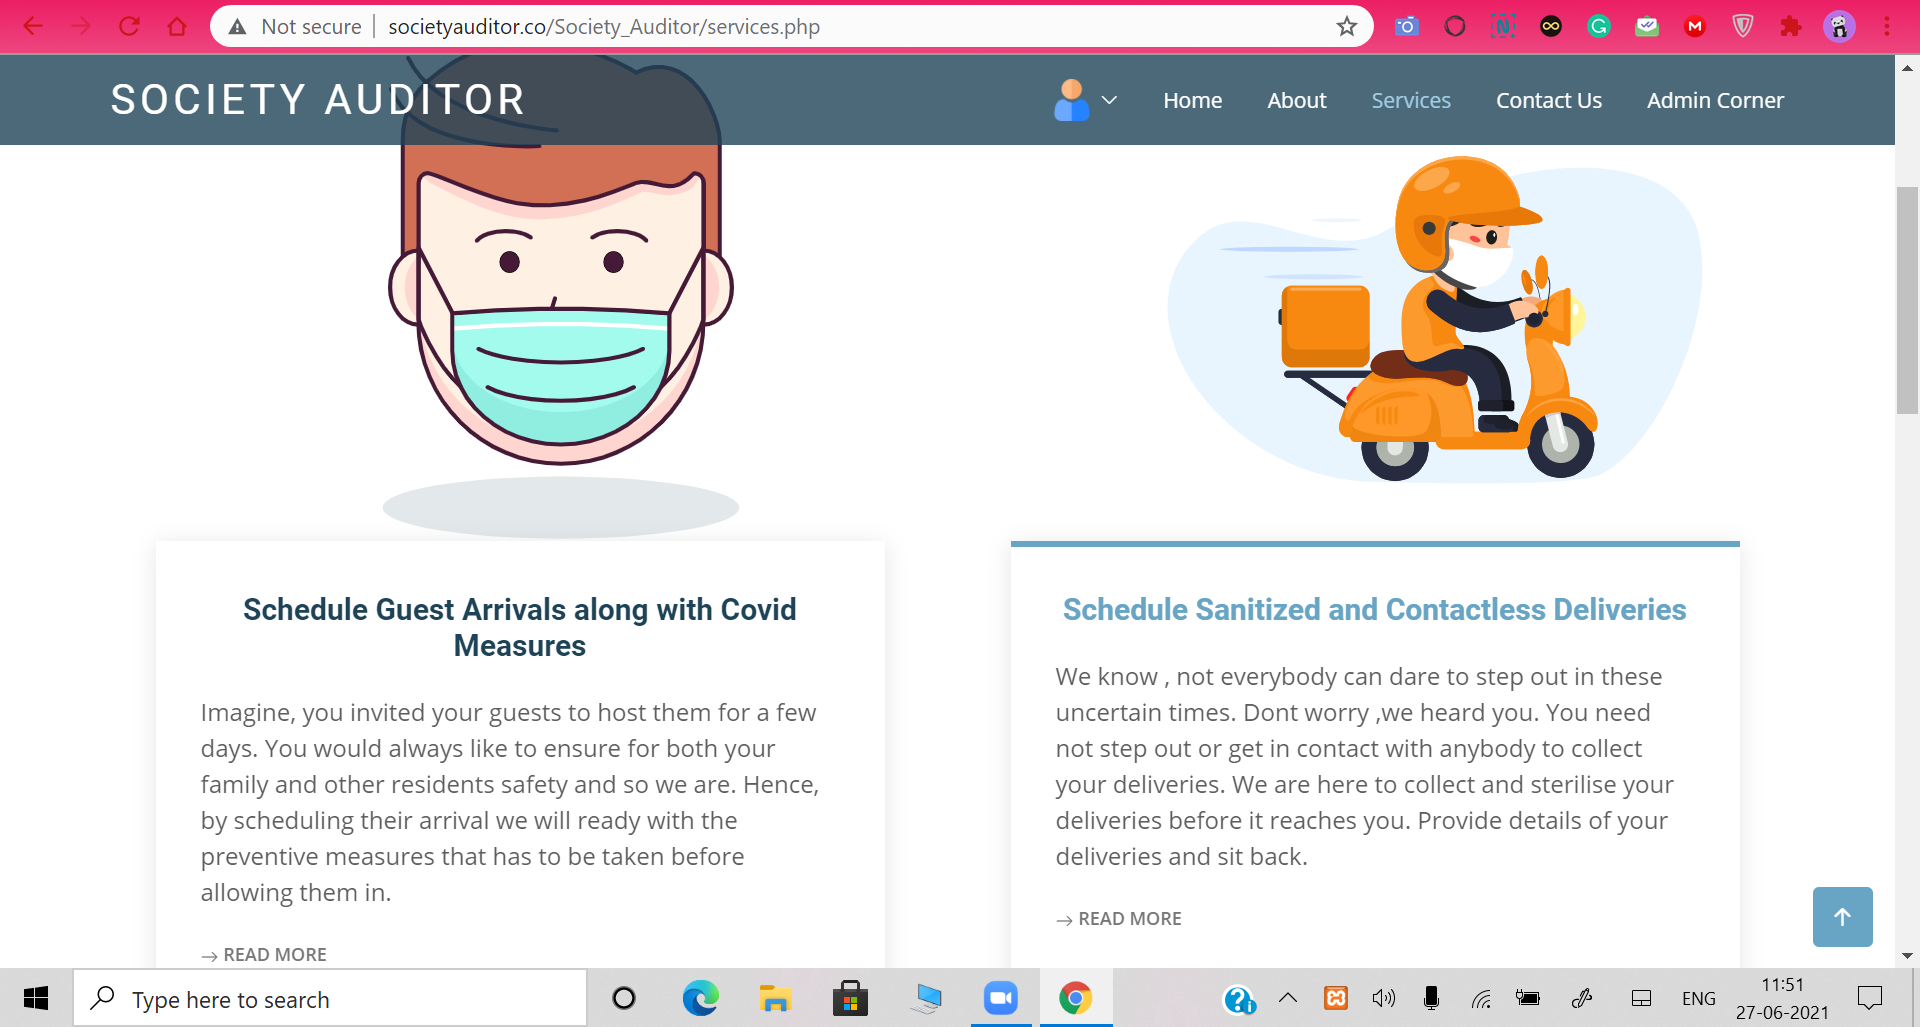 Not secure | societyauditor.co/Society_Auditor/services.php
SOCIETY AUDITOR
Home About Services Contact Us Admin Corner
Schedule Guest Arrivals along with Covid
Measures
Imagine, you invited your guests to host them for a few
days. You would always like to ensure for both your
family and other residents safety and so we are. Hence,
by scheduling their arrival we will ready with the
preventive measures that has to be taken before
allowing them in.
→ READ MORE
Schedule Sanitized and Contactless Deliveries
We know , not everybody can dare to step out in these
uncertain times. Dont worry ,we heard you. You need
not step out or get in contact with anybody to collect
your deliveries. We are here to collect and sterilise your
deliveries before it reaches you. Provide details of your
deliveries and sit back.
→ READ MORE
Type here to search
ENG
11:51
27-06-2021